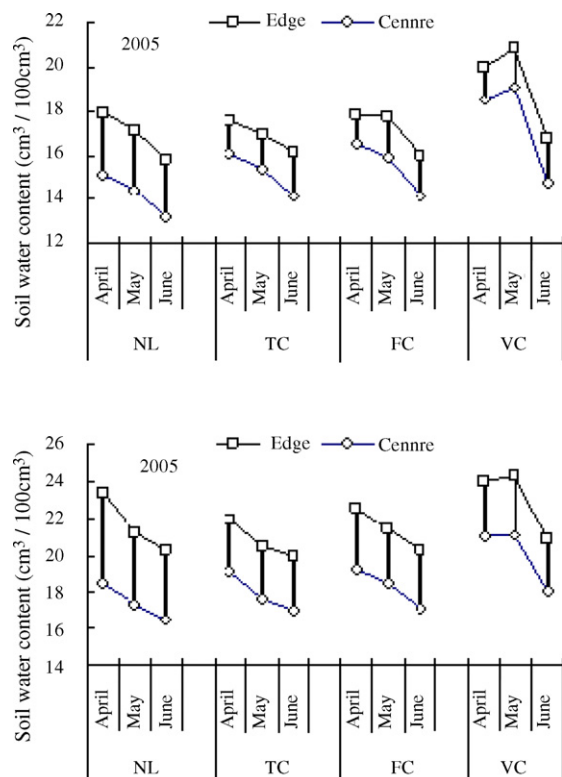 Soil water content (cm³ / 100cm³)
22
20
18
16
14
12
2005
Edge
Cennre
April
May
June
April
May
June
April
May
June
April
May
June
NL
TC
FC
VC
Soil water content (cm³ / 100cm³)
26
24
22
20
18
16
14
2005
Edge
Cennre
April
May
June
April
May
June
April
May
June
April
May
June
NL
TC
FC
VC